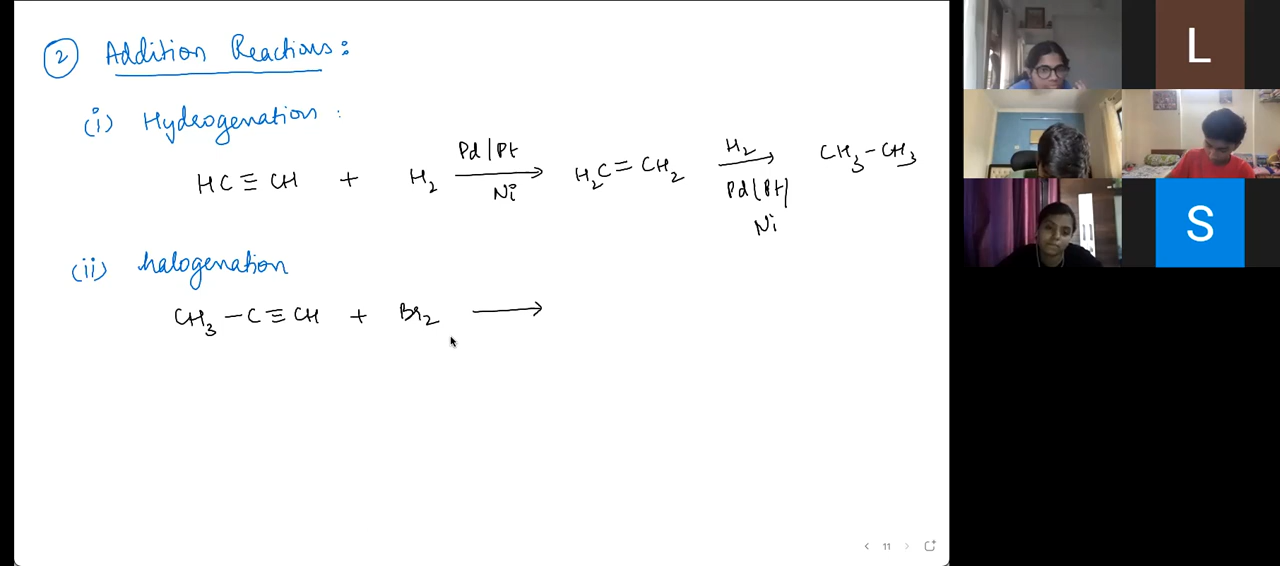 ② Addition Reactions:
(i) Hydrogenation:
HC≡CH + H₂ —Pd/Pt / Ni→ H₂C=CH₂ —H₂ / Pd/Pt/ Ni→ CH₃-CH₃
(ii) halogenation
CH₃-C≡CH + Br₂ ⟶
L
S
< 11 >